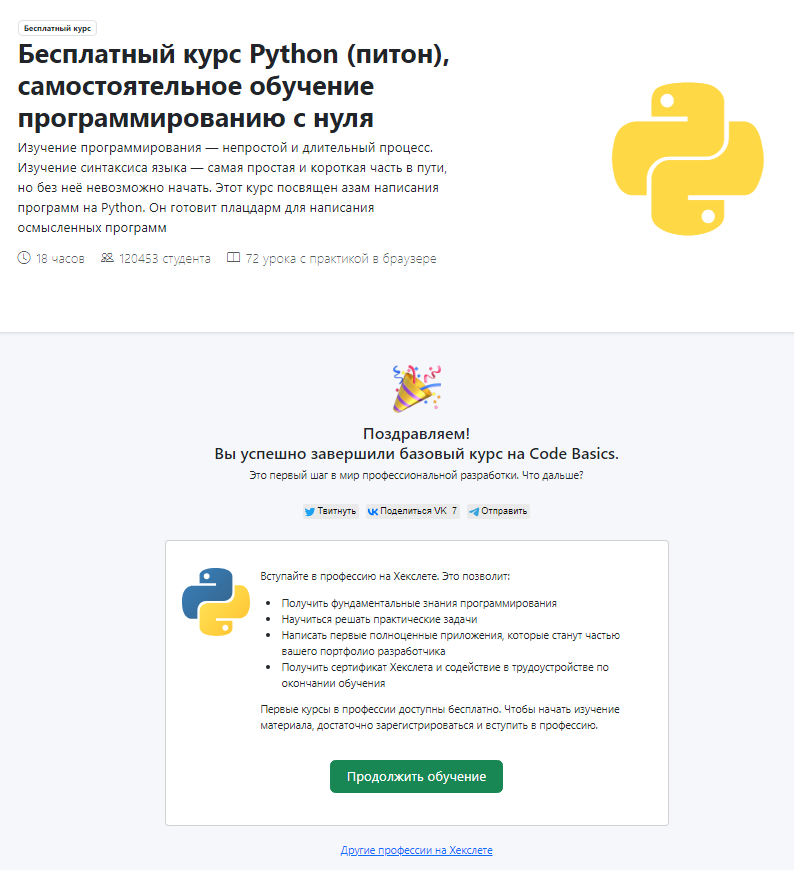 Бесплатный курс
Бесплатный курс Python (питон),
самостоятельное обучение
программированию с нуля
Изучение программирования — непростой и длительный процесс.
Изучение синтаксиса языка — самая простая и короткая часть в пути,
но без неё невозможно начать. Этот курс посвящен азам написания
программ на Python. Он готовит плацдарм для написания
осмысленных программ
18 часов 120453 студента 72 урока с практикой в браузере
Поздравляем!
Вы успешно завершили базовый курс на Code Basics.
Это первый шаг в мир профессиональной разработки. Что дальше?
Твитнуть Поделиться VK 7 Отправить
Вступайте в профессию на Хекслете. Это позволит:
• Получить фундаментальные знания программирования
• Научиться решать практические задачи
• Написать первые полноценные приложения, которые станут частью
вашего портфолио разработчика
• Получить сертификат Хекслета и содействие в трудоустройстве по
окончании обучения
Первые курсы в профессии доступны бесплатно. Чтобы начать изучение
материала, достаточно зарегистрироваться и вступить в профессию.
Продолжить обучение
Другие профессии на Хекслете